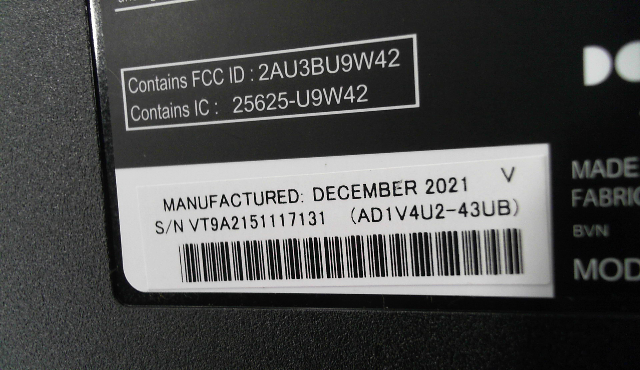 Contains FCC ID : 2AU3BU9W42
Contains IC : 25625-U9W42
MANUFACTURED: DECEMBER 2021 V
S/N VT9A2151117131 (AD1V4U2-43UB)
MADE
FABRIC
BVN
MOD